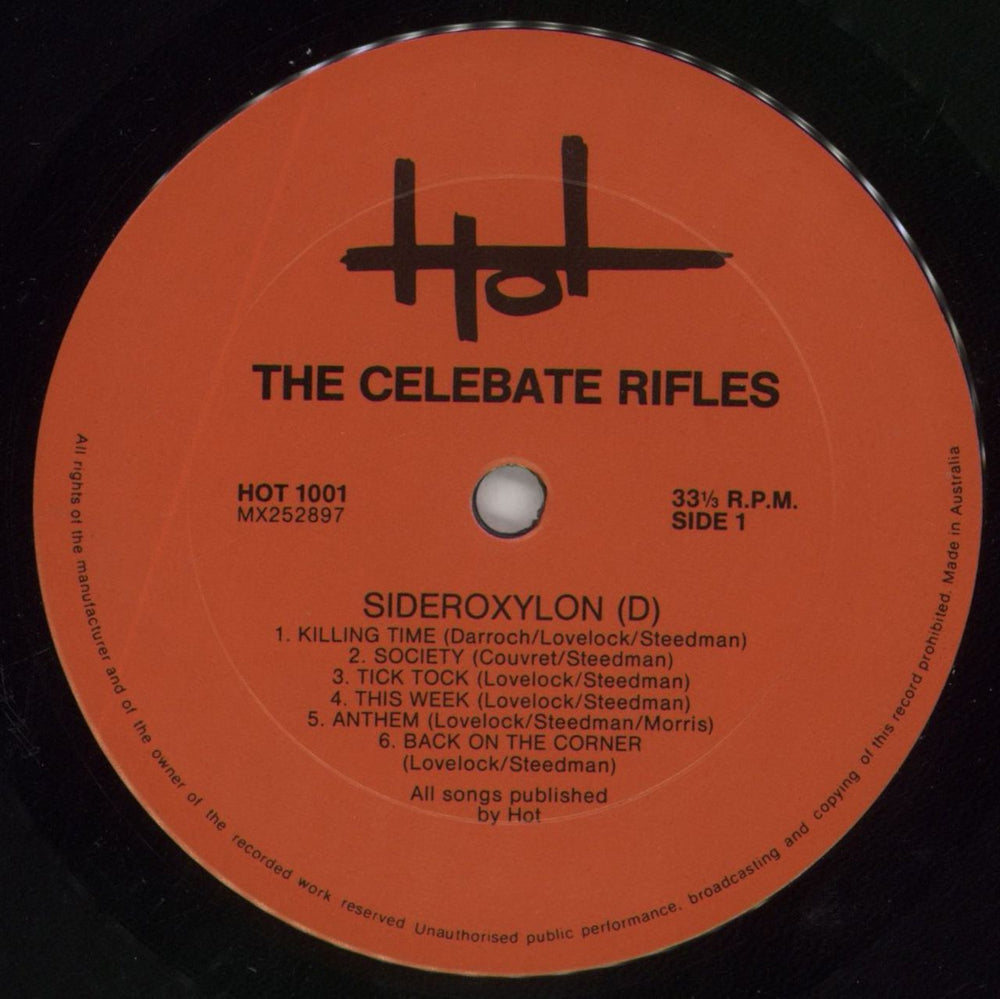 Hot
THE CELEBATE RIFLES
HOT 1001
MX252897
33⅓ R.P.M.
SIDE 1
SIDEROXYLON (D)
1. KILLING TIME (Darroch/Lovelock/Steedman)
2. SOCIETY (Couvret/Steedman)
3. TICK TOCK (Lovelock/Steedman)
4. THIS WEEK (Lovelock/Steedman)
5. ANTHEM (Lovelock/Steedman/Morris)
6. BACK ON THE CORNER
(Lovelock/Steedman)
All songs published
by Hot
All rights of the manufacturer and of the owner of the recorded work reserved Unauthorised public performance, broadcasting and copying of this record prohibited. Made in Australia